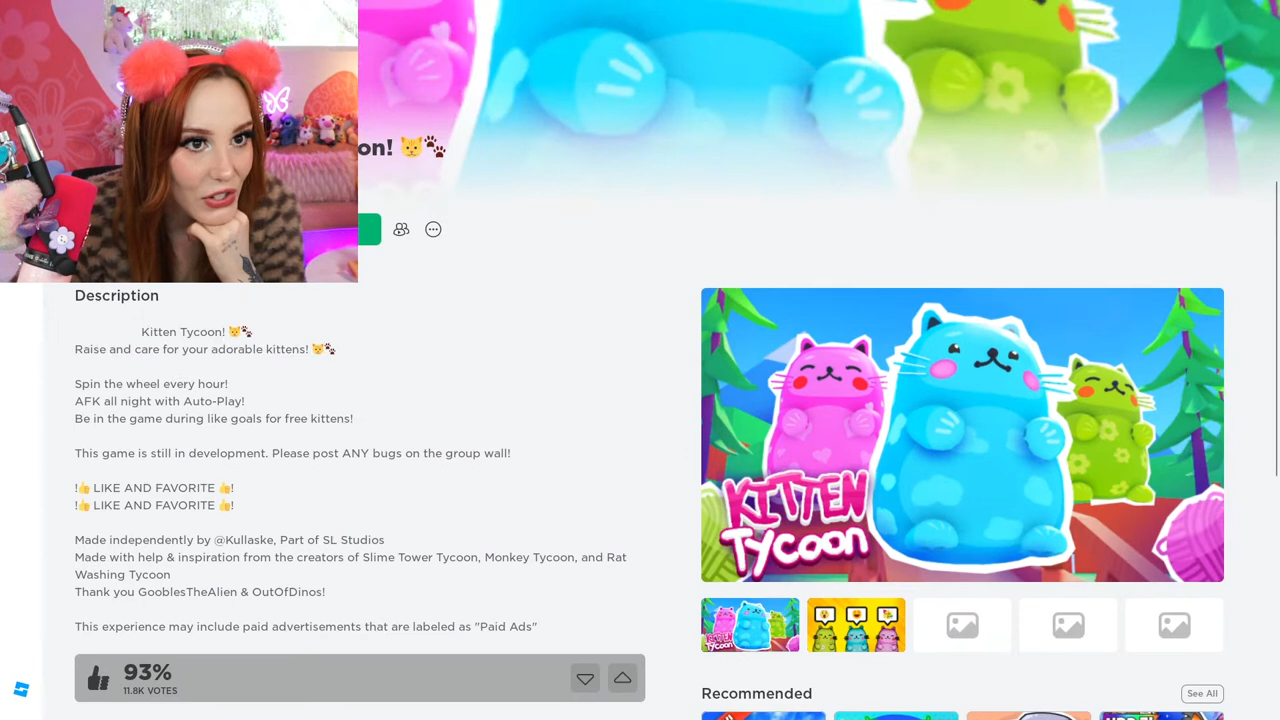 on! 🐱🐾
Description
Kitten Tycoon! 🐱🐾
Raise and care for your adorable kittens! 🐱🐾
Spin the wheel every hour!
AFK all night with Auto-Play!
Be in the game during like goals for free kittens!
This game is still in development. Please post ANY bugs on the group wall!
!👍 LIKE AND FAVORITE 👍!
!👍 LIKE AND FAVORITE 👍!
Made independently by @Kullaske, Part of SL Studios
Made with help & inspiration from the creators of Slime Tower Tycoon, Monkey Tycoon, and Rat
Washing Tycoon
Thank you GooblesTheAlien & OutOfDinos!
This experience may include paid advertisements that are labeled as "Paid Ads"
93%
11.8K VOTES
KITTEN
TYCOON
KITTEN
TYCOON
Recommended
See All